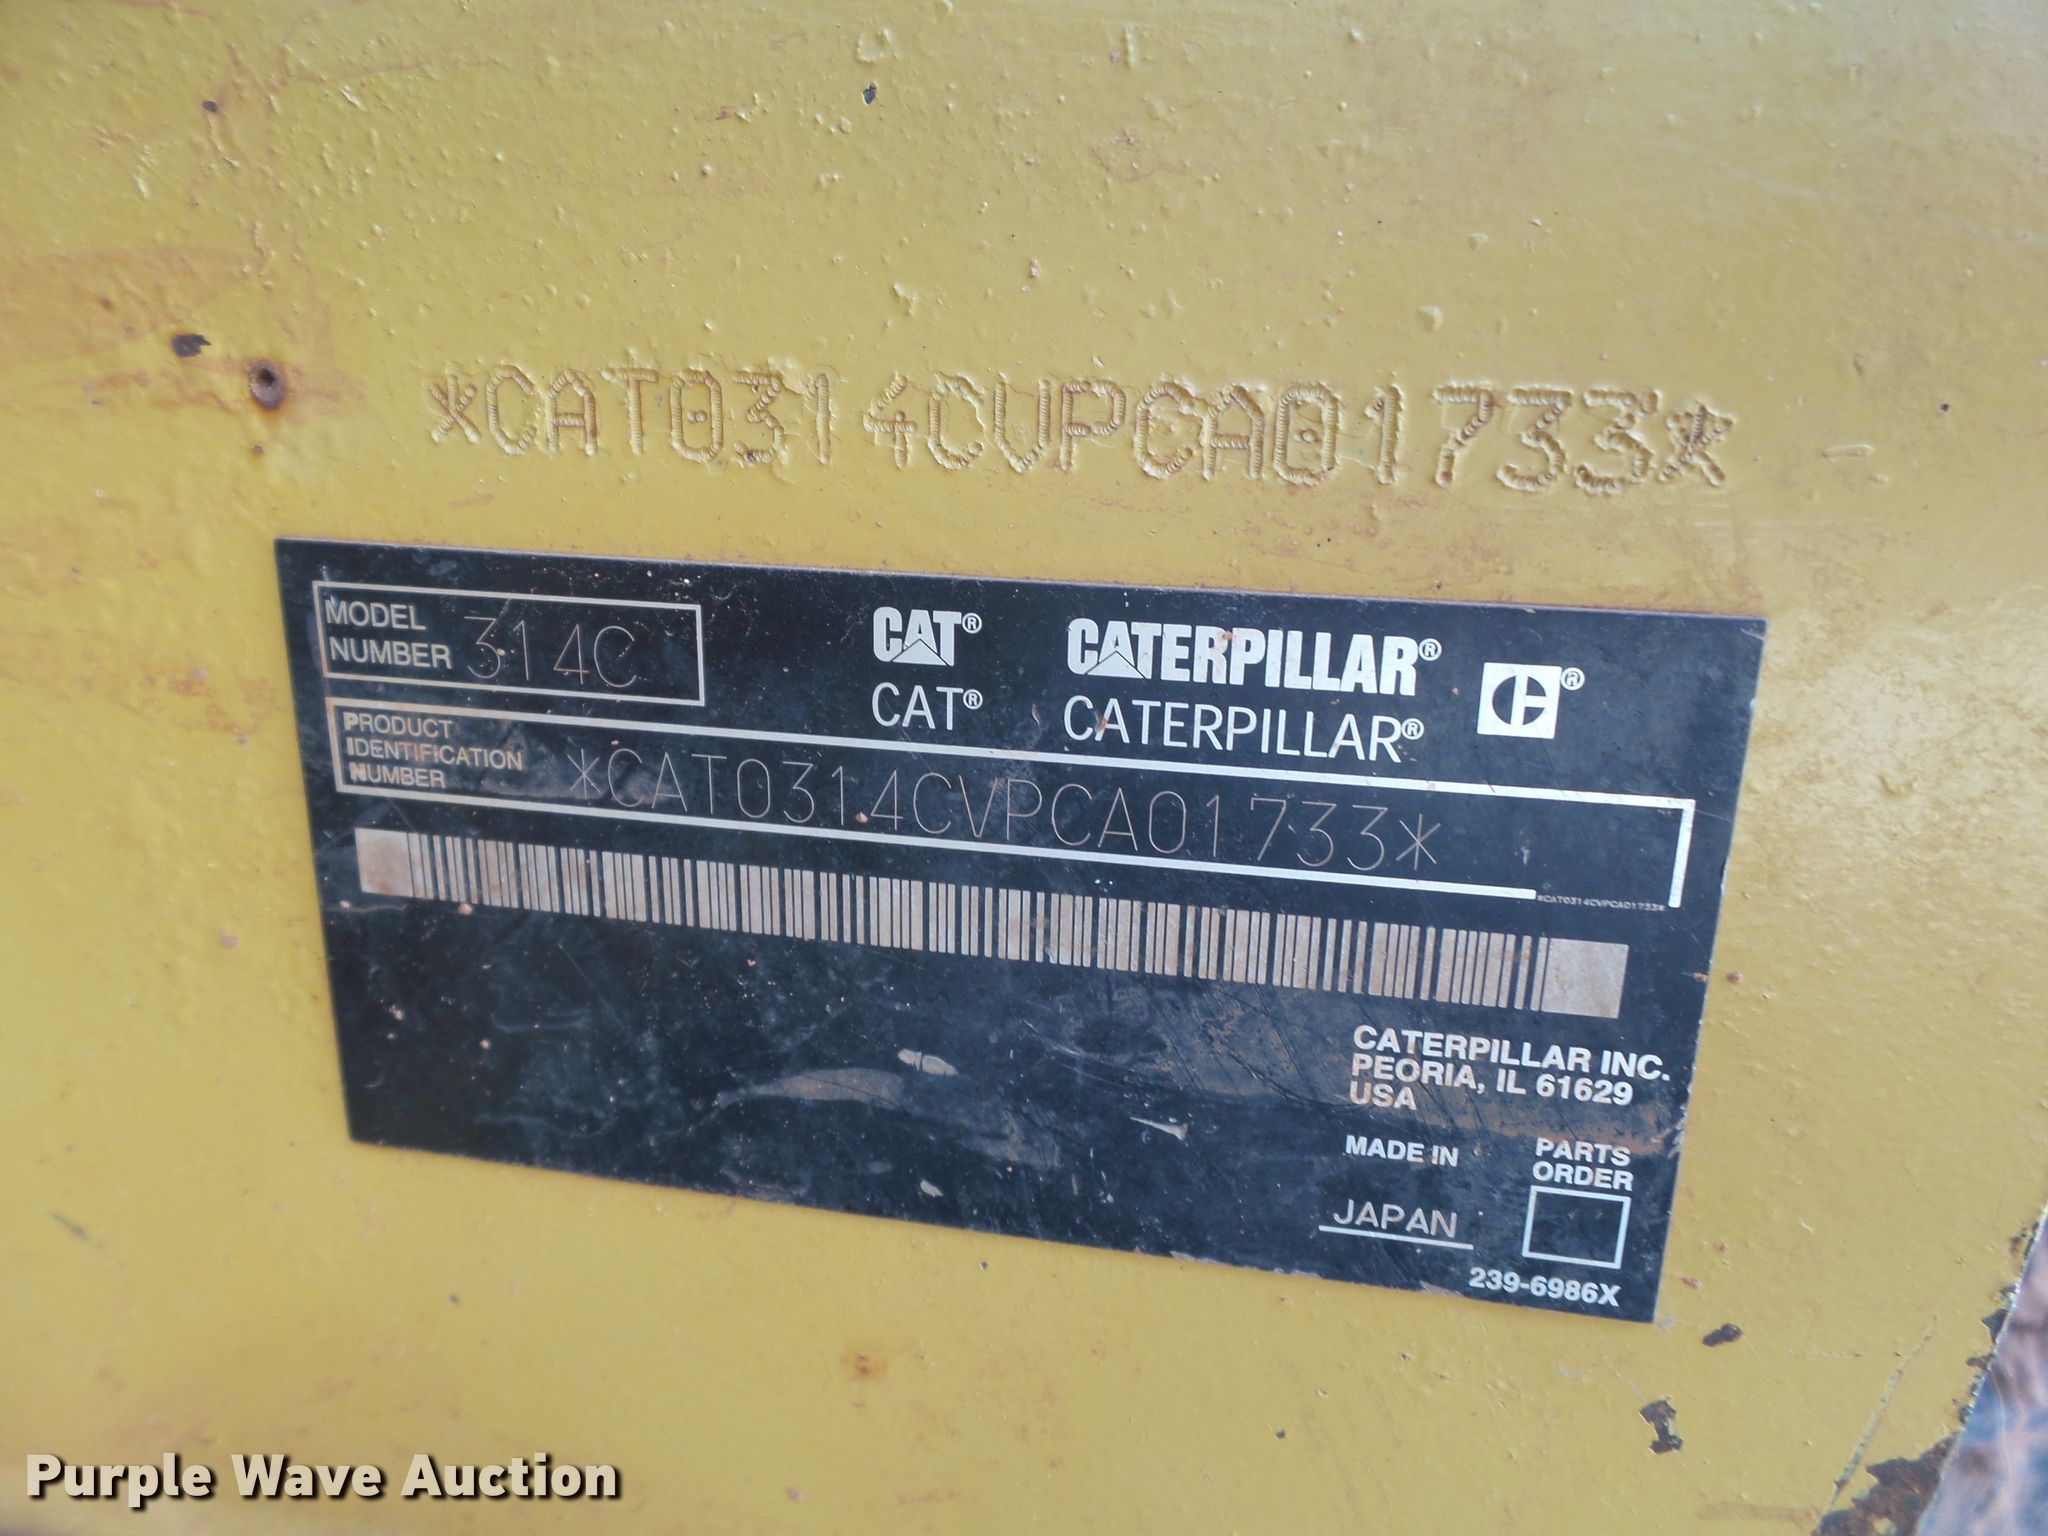 *CAT0314CVPCA01733*
MODEL
NUMBER 314C
CAT® CATERPILLAR® C®
CAT® CATERPILLAR®
PRODUCT
IDENTIFICATION
NUMBER
*CAT0314CVPCA01733*
*CAT0314CVPCA01733*
CATERPILLAR INC.
PEORIA, IL 61629
USA
MADE IN
JAPAN
PARTS
ORDER
239-6986X
Purple Wave Auction